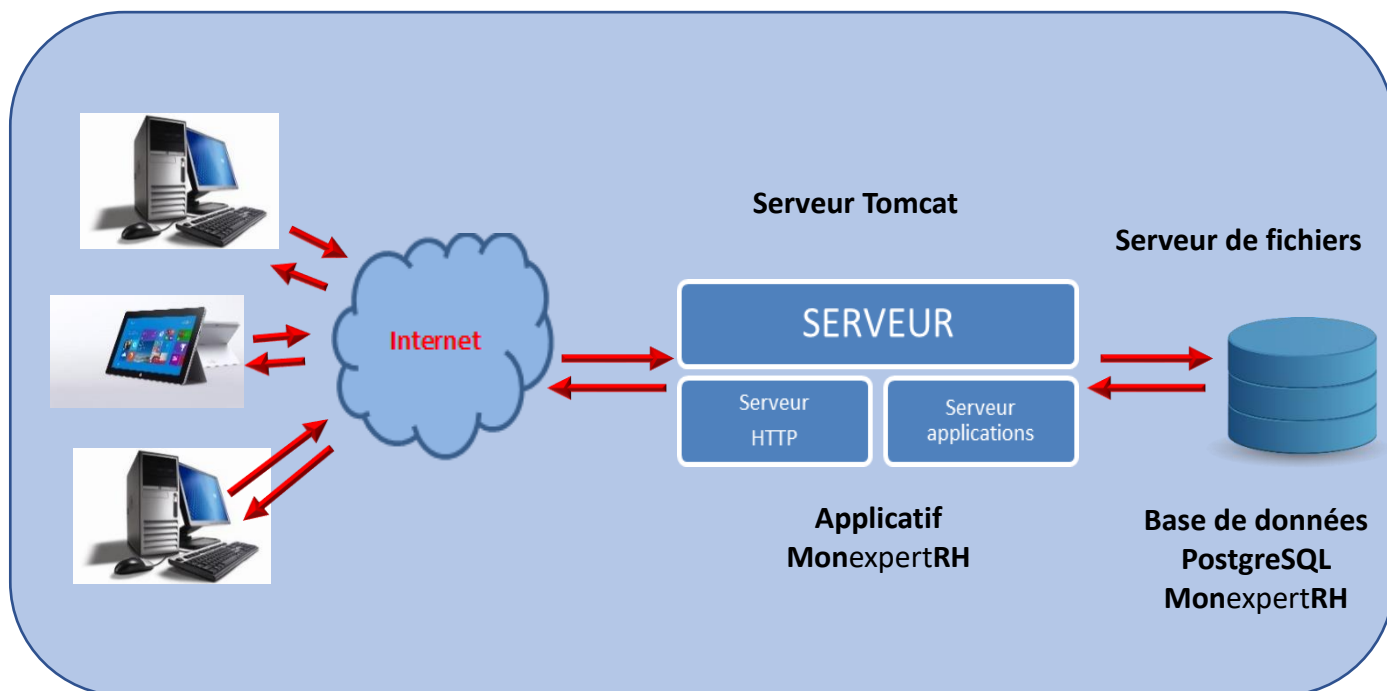 Serveur Tomcat
Serveur de fichiers
Internet
SERVEUR
Serveur
HTTP
Serveur
applications
Applicatif
MonexpertRH
Base de données
PostgreSQL
MonexpertRH